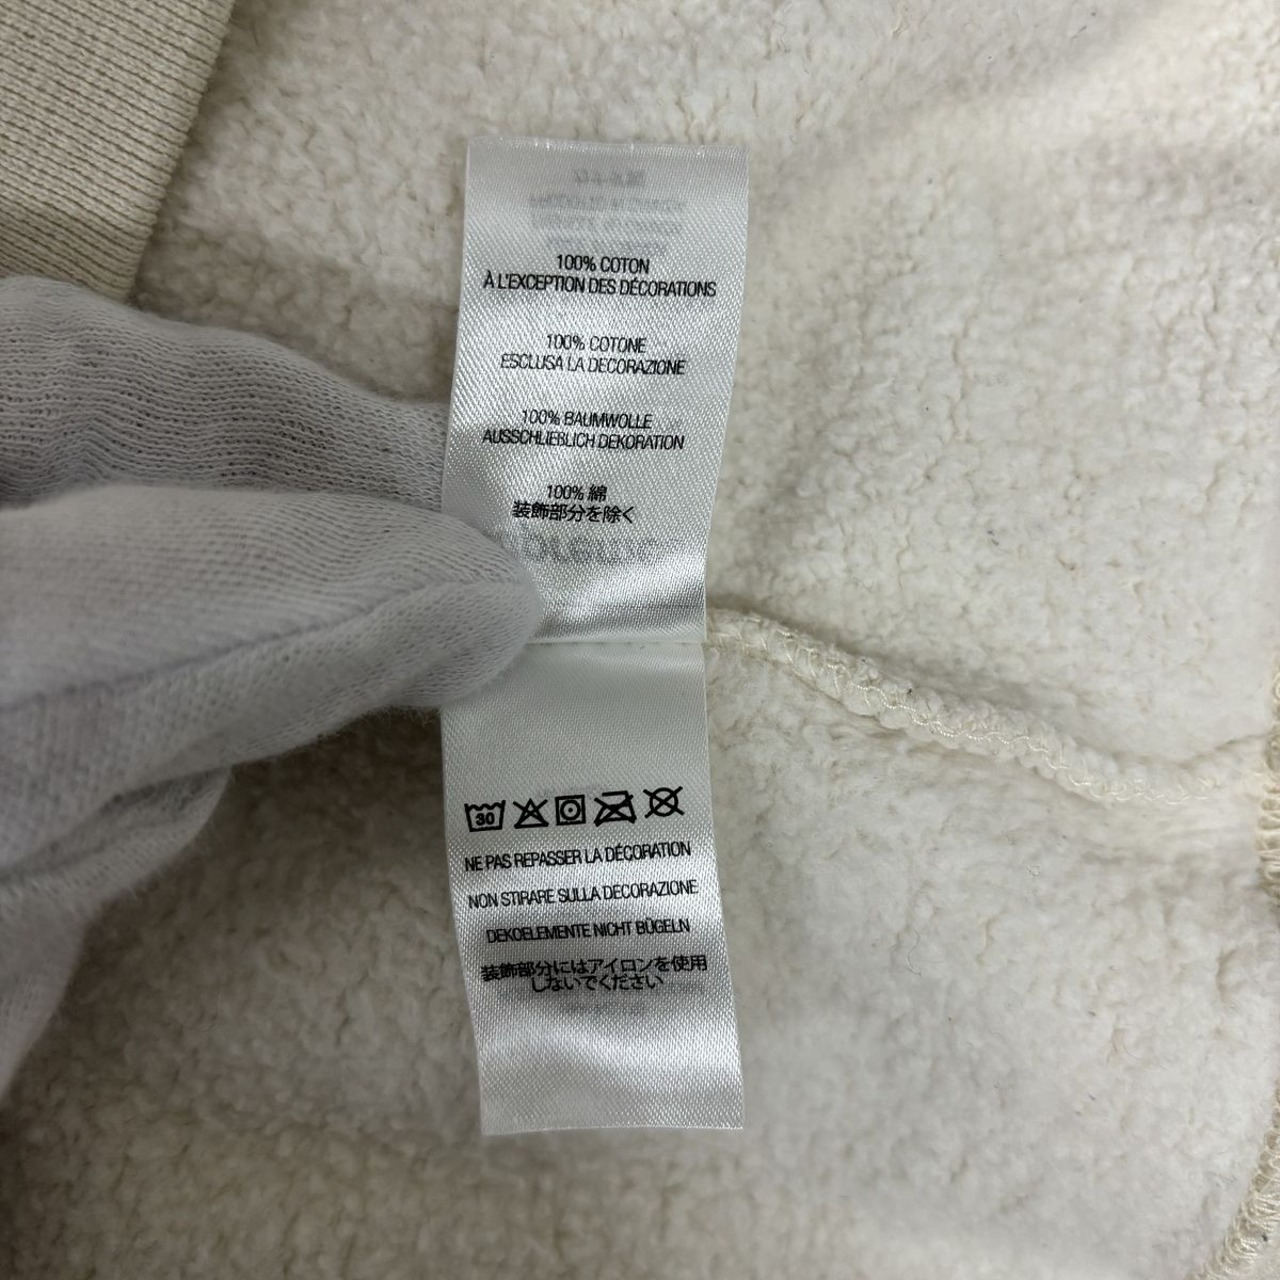 100% COTON
À L'EXCEPTION DES DÉCORATIONS
100% COTONE
ESCLUSA LA DECORAZIONE
100% BAUMWOLLE
AUSSCHLIEßLICH DEKORATION
100% 綿
装飾部分を除く
30
NE PAS REPASSER LA DÉCORATION
NON STIRARE SULLA DECORAZIONE
DEKOELEMENTE NICHT BÜGELN
装飾部分にはアイロンを使用
しないでください